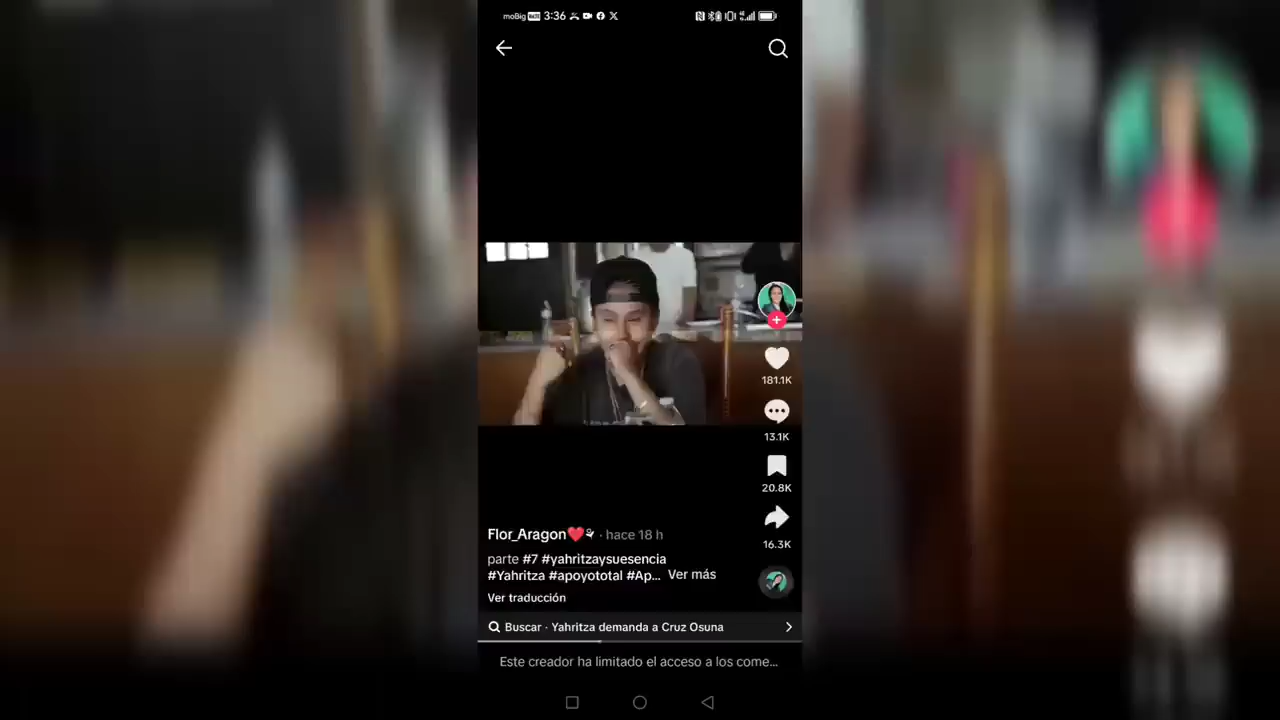 moBig 3:36
181.1K
13.1K
20.8K
16.3K
Flor_Aragon❤️ · hace 18 h
parte #7 #yahritzaysuesencia
#Yahritza #apoyototal #Ap... Ver más
Ver traducción
Buscar · Yahritza demanda a Cruz Osuna
Este creador ha limitado el acceso a los come...